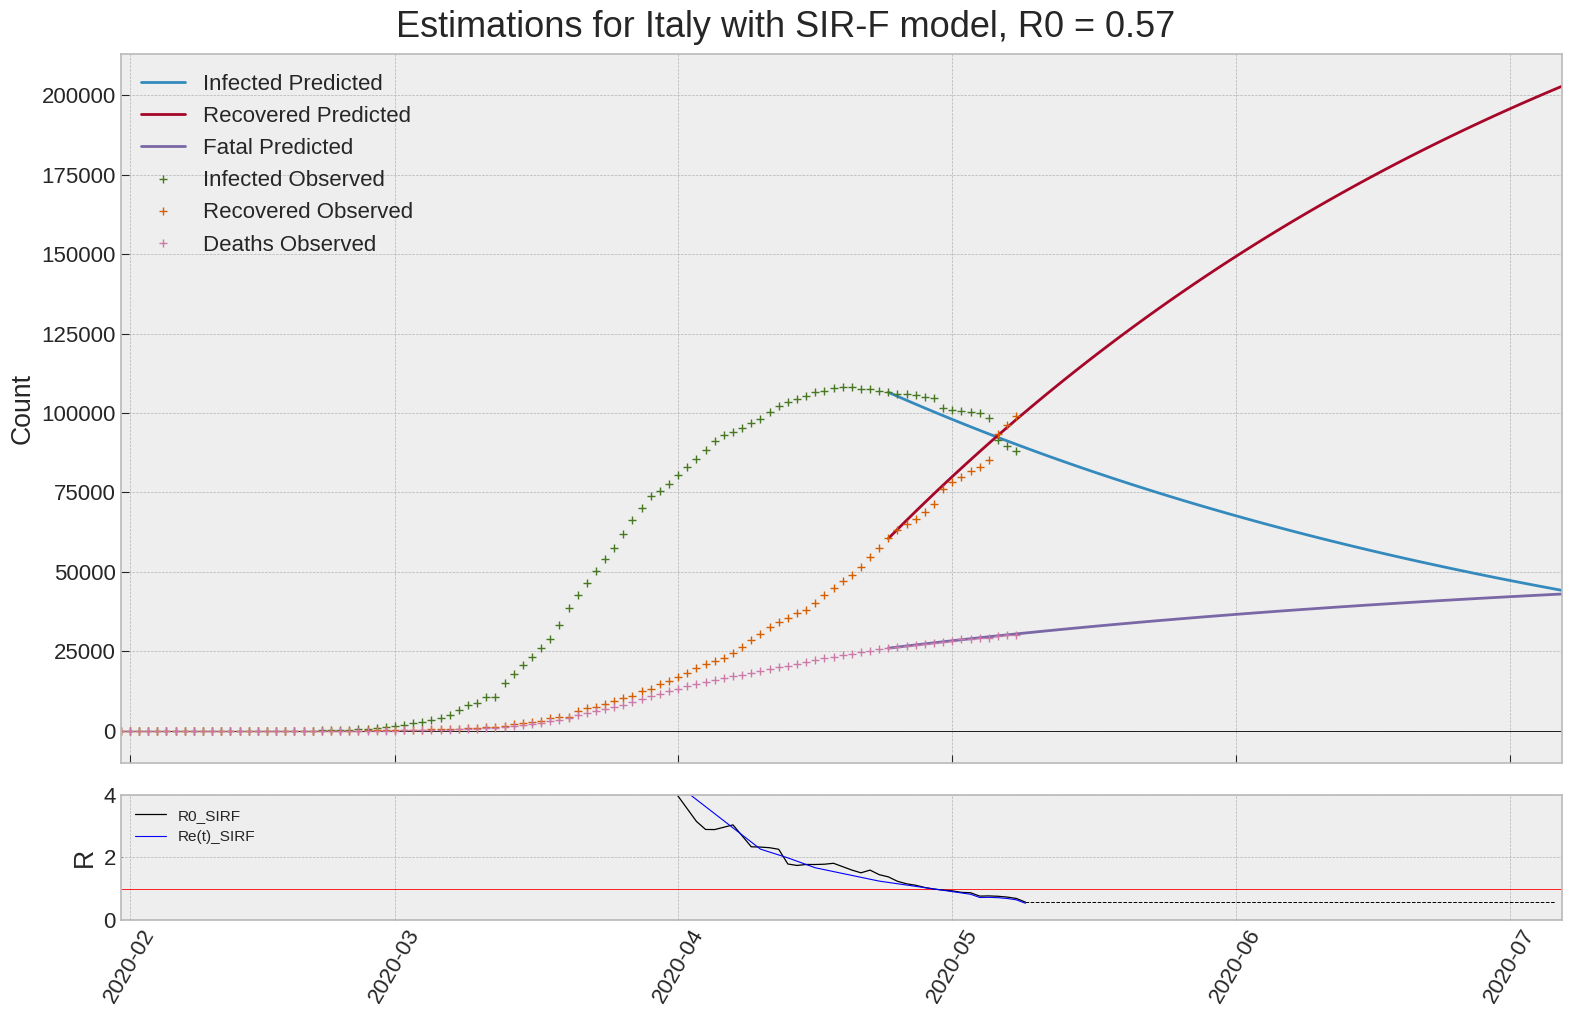 Estimations for Italy with SIR-F model, R0 = 0.57
Infected Predicted
Recovered Predicted
Fatal Predicted
Infected Observed
Recovered Observed
Deaths Observed
200000
175000
150000
125000
100000
75000
50000
25000
0
Count
R0_SIRF
Re(t)_SIRF
4
2
0
R
2020-02
2020-03
2020-04
2020-05
2020-06
2020-07